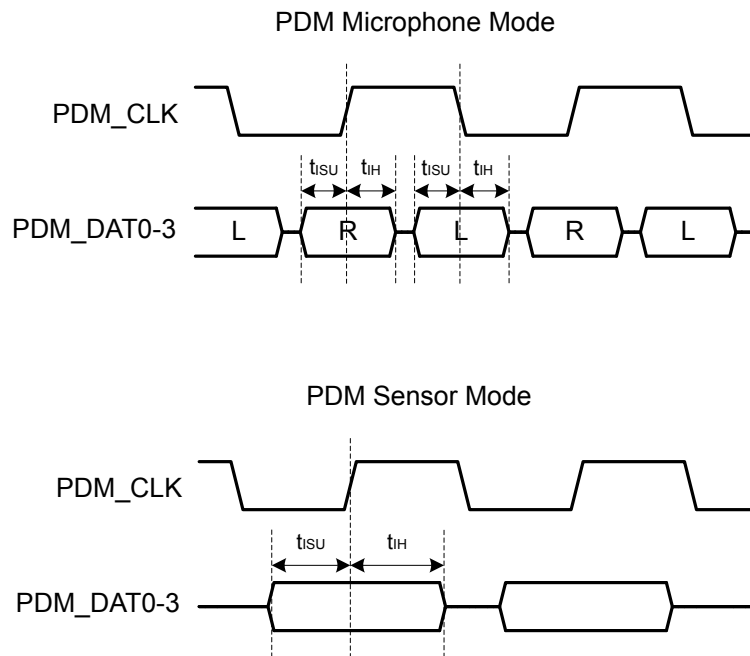 PDM Microphone Mode
PDM_CLK
tISU tIH tISU tIH
PDM_DAT0-3 L R L R L
PDM Sensor Mode
PDM_CLK
tISU tIH
PDM_DAT0-3